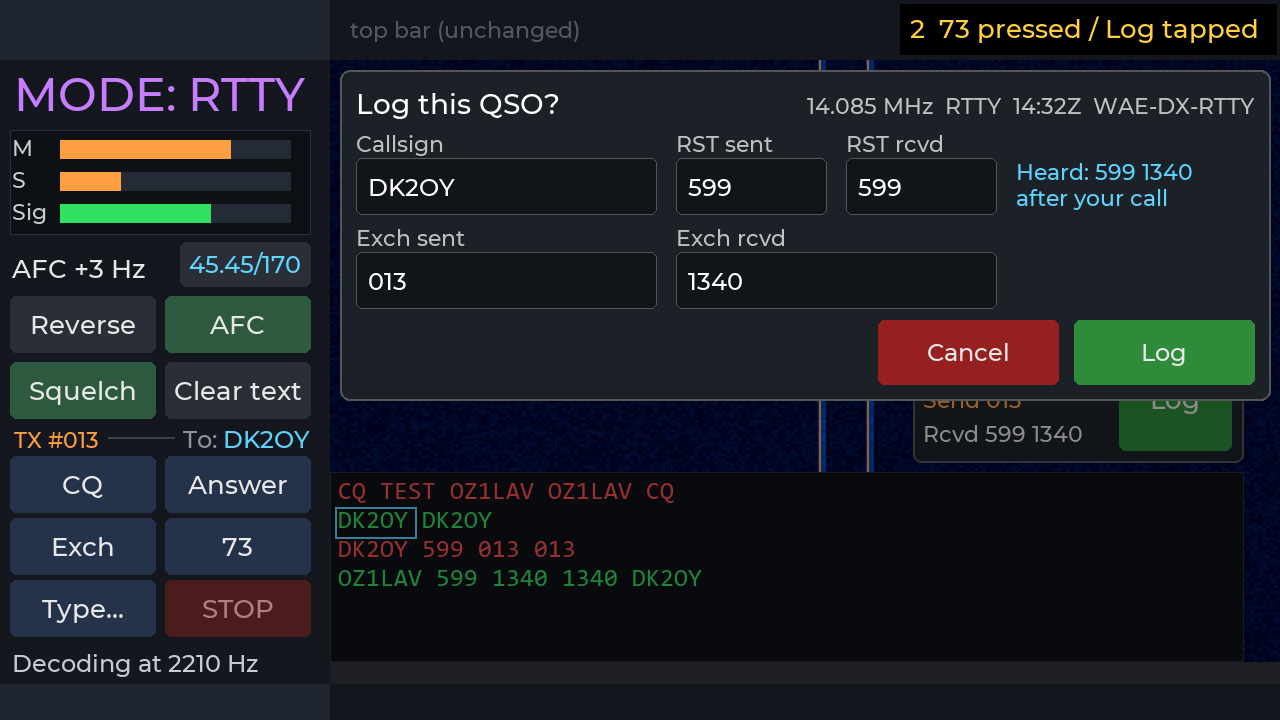 top bar (unchanged)
2 73 pressed / Log tapped
MODE: RTTY
M
S
Sig
AFC +3 Hz
45.45/170
Reverse
AFC
Squelch
Clear text
TX #013
To: DK2OY
CQ
Answer
Exch
73
Type...
STOP
Decoding at 2210 Hz
Log this QSO?
14.085 MHz RTTY 14:32Z WAE-DX-RTTY
Callsign
RST sent
RST rcvd
DK2OY
599
599
Heard: 599 1340
after your call
Exch sent
Exch rcvd
013
1340
Cancel
Log
Send 013
Log
Rcvd 599 1340
CQ TEST OZ1LAV OZ1LAV CQ
DK2OY DK2OY
DK2OY 599 013 013
OZ1LAV 599 1340 1340 DK2OY